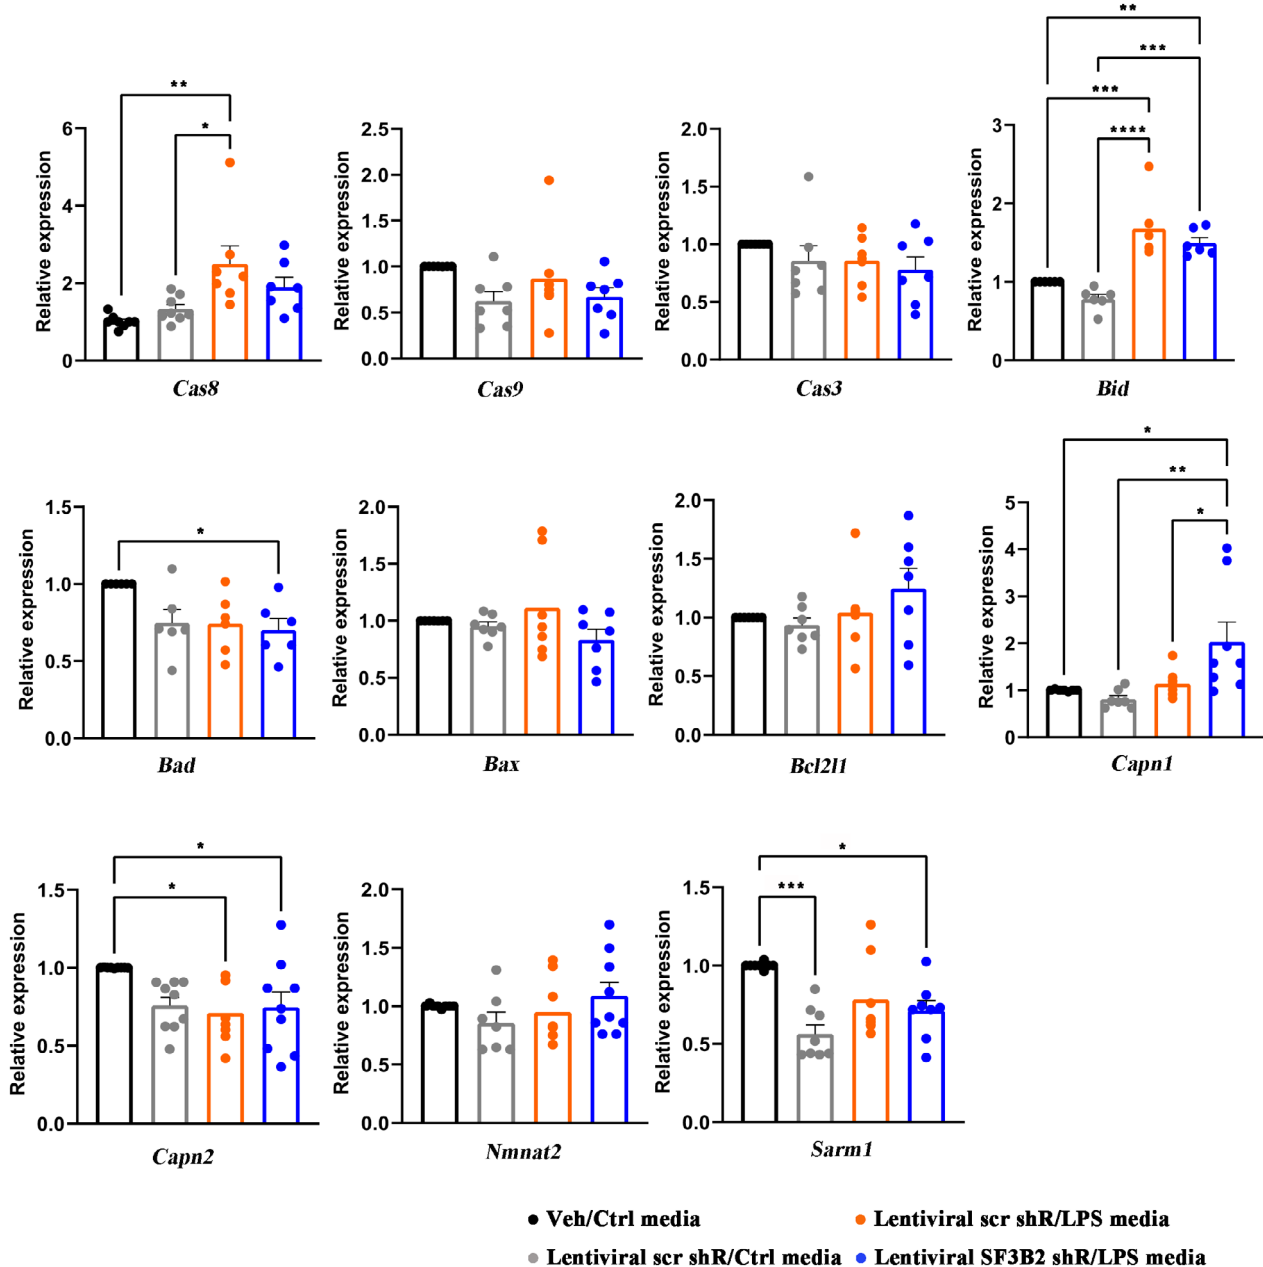 **
*
Relative expression
6
4
2
0
Cas8
Relative expression
2.5
2.0
1.5
1.0
0.5
0.0
Cas9
Relative expression
2.0
1.5
1.0
0.5
0.0
Cas3
**
***
***
****
Relative expression
3
2
1
0
Bid
*
Relative expression
1.5
1.0
0.5
0.0
Bad
Relative expression
2.0
1.5
1.0
0.5
0.0
Bax
Relative expression
2.0
1.5
1.0
0.5
0.0
Bcl2l1
*
**
*
Relative expression
5
4
3
2
1
0
Capn1
*
*
Relative expression
1.5
1.0
0.5
0.0
Capn2
Relative expression
2.0
1.5
1.0
0.5
0.0
Nmnat2
*
***
Relative expression
1.5
1.0
0.5
0.0
Sarm1
Veh/Ctrl media
Lentiviral scr shR/LPS media
Lentiviral scr shR/Ctrl media
Lentiviral SF3B2 shR/LPS media